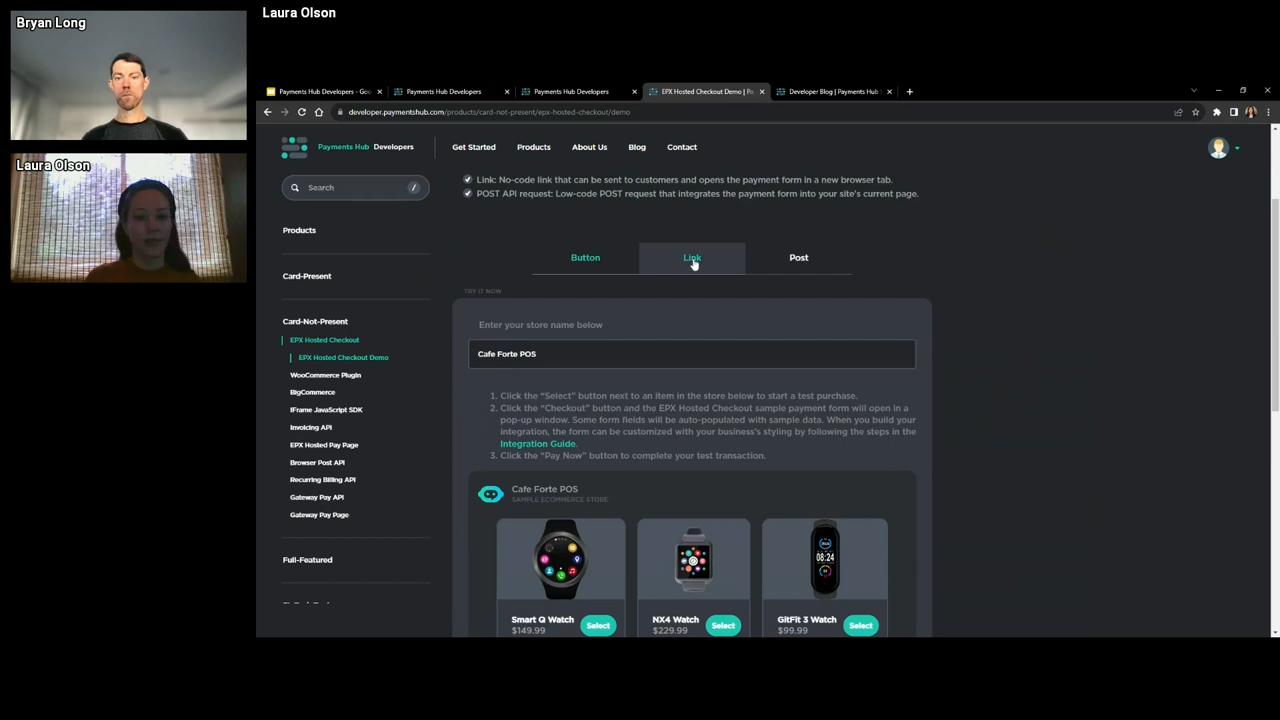 Bryan Long
Laura Olson
Laura Olson
Payments Hub Developers - Goo
Payments Hub Developers
Payments Hub Developers
EPX Hosted Checkout Demo | Pa
Developer Blog | Payments Hub
developer.paymentshub.com/products/card-not-present/epx-hosted-checkout/demo
Payments Hub Developers
Get Started
Products
About Us
Blog
Contact
Search /
Products
Card-Present
Card-Not-Present
EPX Hosted Checkout
EPX Hosted Checkout Demo
WooCommerce Plugin
BigCommerce
IFrame JavaScript SDK
Invoicing API
EPX Hosted Pay Page
Browser Post API
Recurring Billing API
Gateway Pay API
Gateway Pay Page
Full-Featured
Link: No-code link that can be sent to customers and opens the payment form in a new browser tab.
POST API request: Low-code POST request that integrates the payment form into your site's current page.
Button
Link
Post
TRY IT NOW
Enter your store name below
Cafe Forte POS
1. Click the "Select" button next to an item in the store below to start a test purchase.
2. Click the "Checkout" button and the EPX Hosted Checkout sample payment form will open in a
pop-up window. Some form fields will be auto-populated with sample data. When you build your
integration, the form can be customized with your business's styling by following the steps in the
Integration Guide.
3. Click the "Pay Now" button to complete your test transaction.
Cafe Forte POS
SAMPLE ECOMMERCE STORE
08:24
Smart Q Watch
$149.99
Select
NX4 Watch
$229.99
Select
GitFit 3 Watch
$99.99
Select